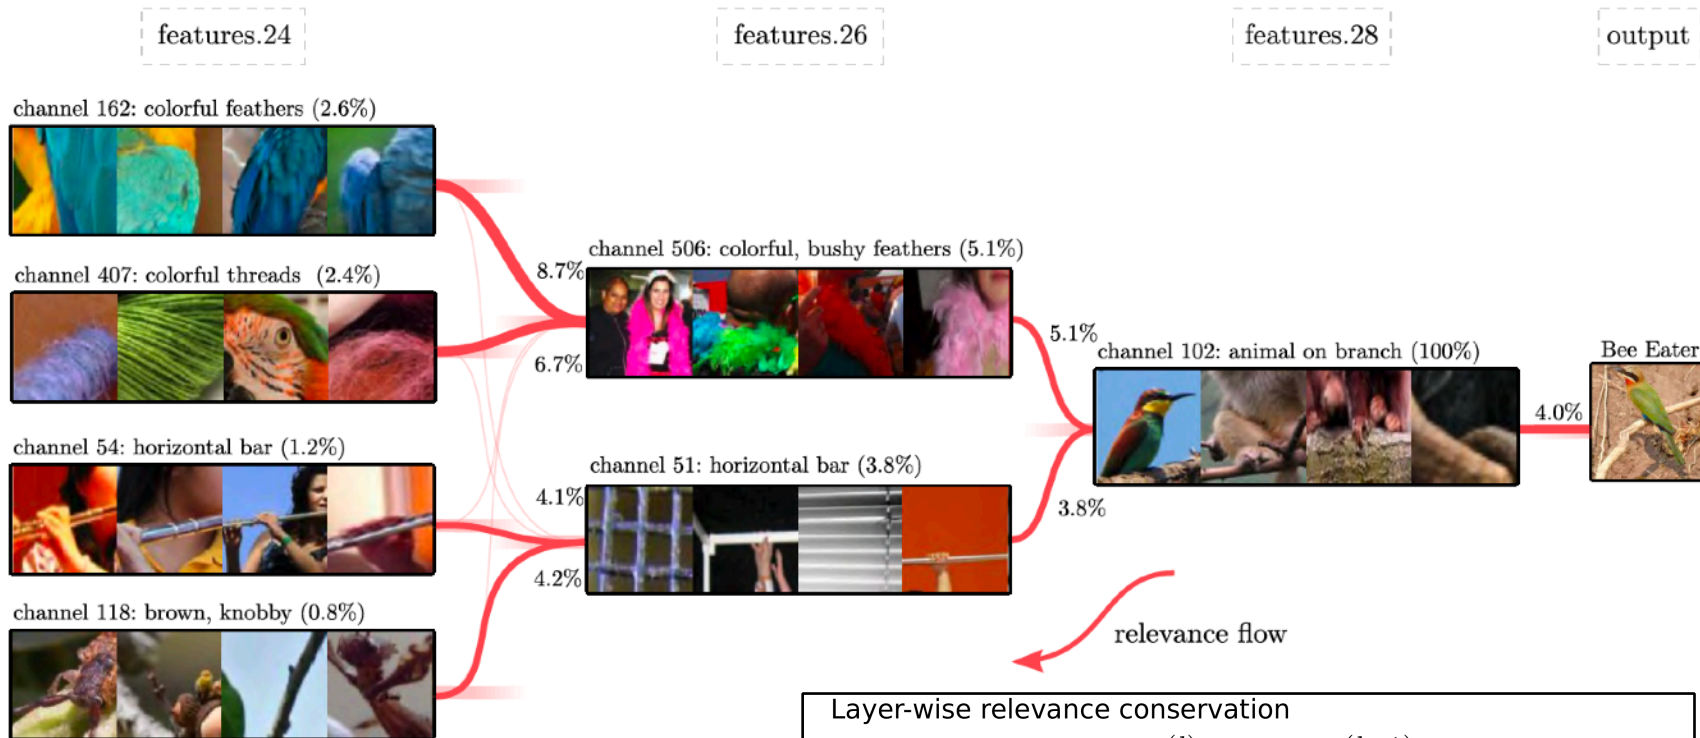 features.24
features.26
features.28
output
channel 162: colorful feathers (2.6%)
channel 407: colorful threads (2.4%)
channel 54: horizontal bar (1.2%)
channel 118: brown, knobby (0.8%)
8.7%
6.7%
channel 506: colorful, bushy feathers (5.1%)
4.1%
4.2%
channel 51: horizontal bar (3.8%)
5.1%
3.8%
channel 102: animal on branch (100%)
4.0%
Bee Eater
relevance flow
Layer-wise relevance conservation